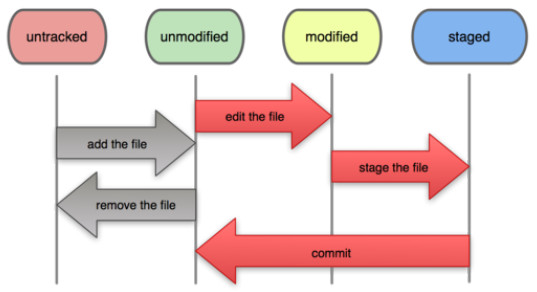 untracked
unmodified
modified
staged
edit the file
add the file
stage the file
remove the file
commit